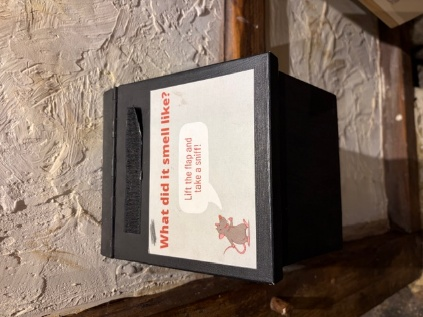 What did it smell like?
Lift the flap and
take a sniff!